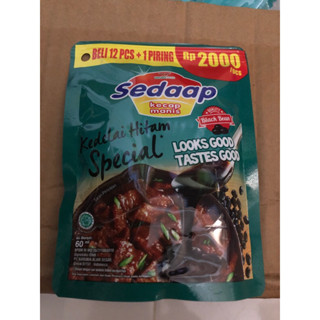 BELI 12 PCS + 1 PIRING
Rp 2000
/PCS
Sedaap
kecap
manis
Kedelai Hitam
Special
Black Bean
LOOKS GOOD
TASTES GOOD
60